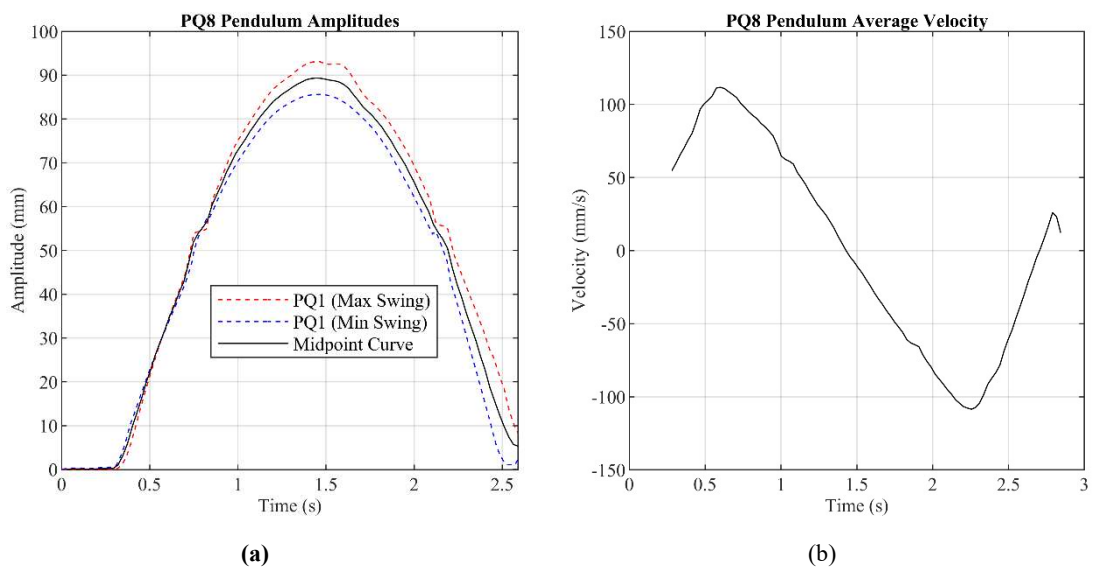 PQ8 Pendulum Amplitudes
100
90
80
70
60
50
40
30
20
10
0
Amplitude (mm)
PQ1 (Max Swing)
PQ1 (Min Swing)
Midpoint Curve
0 0.5 1 1.5 2 2.5
Time (s)
(a)
PQ8 Pendulum Average Velocity
150
100
50
0
-50
-100
-150
Velocity (mm/s)
0 0.5 1 1.5 2 2.5 3
Time (s)
(b)